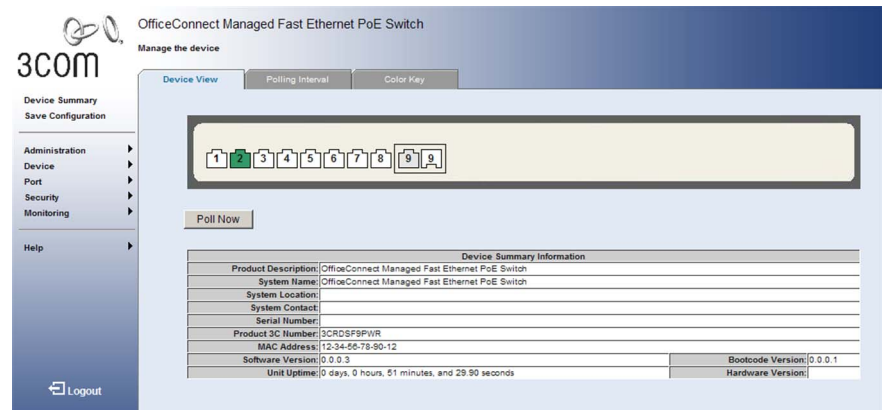 3com
OfficeConnect Managed Fast Ethernet PoE Switch
Manage the device
Device View Polling Interval Color Key
Device Summary
Save Configuration
Administration
Device
Port
Security
Monitoring
Help
Logout
1 2 3 4 5 6 7 8 9 9
Poll Now
Device Summary Information
Product Description: OfficeConnect Managed Fast Ethernet PoE Switch
System Name: OfficeConnect Managed Fast Ethernet PoE Switch
System Location:
System Contact:
Serial Number:
Product 3C Number: 3CRDSF9PWR
MAC Address: 12-34-56-78-90-12
Software Version: 0.0.0.3 Bootcode Version: 0.0.0.1
Unit Uptime: 0 days, 0 hours, 51 minutes, and 29.90 seconds Hardware Version: